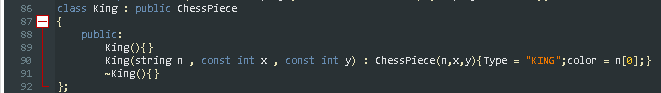 86 class King : public ChessPiece
87 {
88 public:
89 King(){}
90 King(string n , const int x , const int y) : ChessPiece(n,x,y){Type = "KING";color = n[0];}
91 ~King(){}
92 };